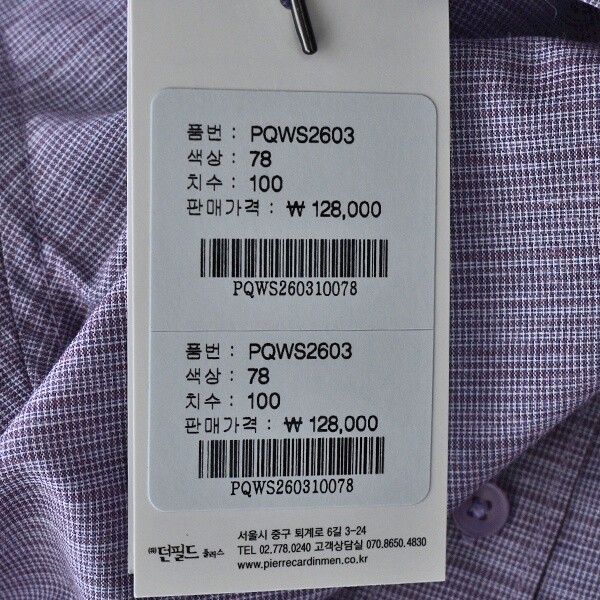 품번 : PQWS2603
색상 : 78
치수 : 100
판매가격 : ₩ 128,000
PQWS260310078
품번 : PQWS2603
색상 : 78
치수 : 100
판매가격 : ₩ 128,000
PQWS260310078
㈜던필드 플러스
서울시 중구 퇴계로 6길 3-24
TEL 02.778.0240 고객상담실 070.8650.4830
www.pierrecardinmen.co.kr